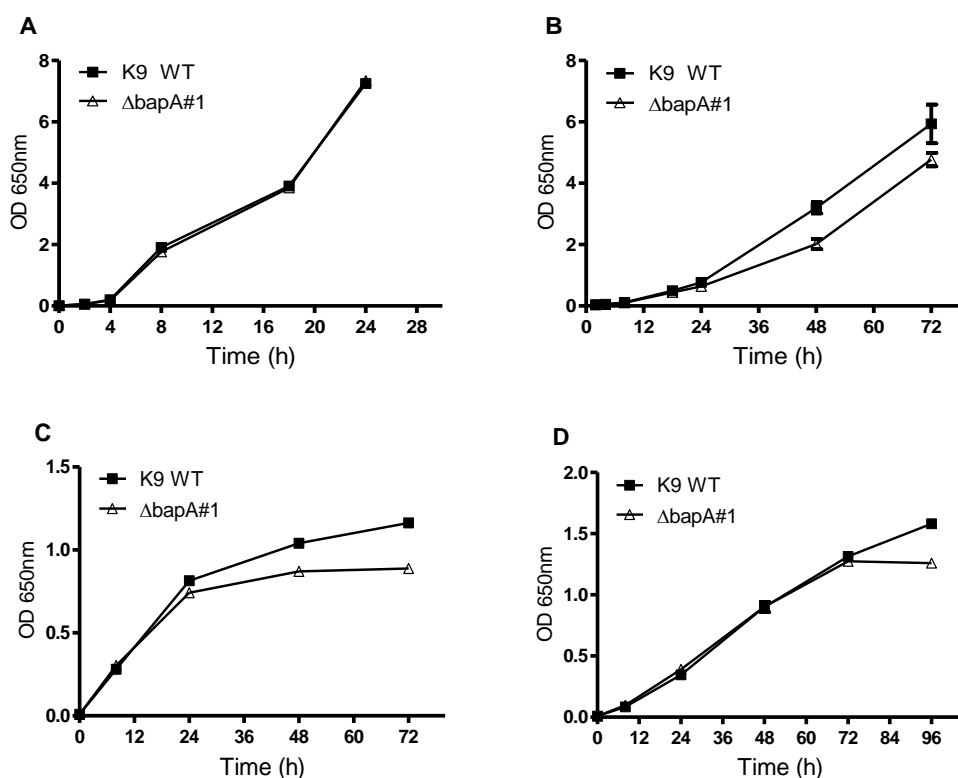 A
K9 WT
ΔbapA#1
8
6
4
2
0
OD 650nm
0 4 8 12 16 20 24 28
Time (h)
B
K9 WT
ΔbapA#1
8
6
4
2
0
OD 650nm
0 12 24 36 48 60 72
Time (h)
C
K9 WT
ΔbapA#1
1.5
1.0
0.5
0.0
OD 650nm
0 24 48 72
Time (h)
D
K9 WT
ΔbapA#1
2.0
1.5
1.0
0.5
0.0
OD 650nm
0 12 24 36 48 60 72 84 96
Time (h)